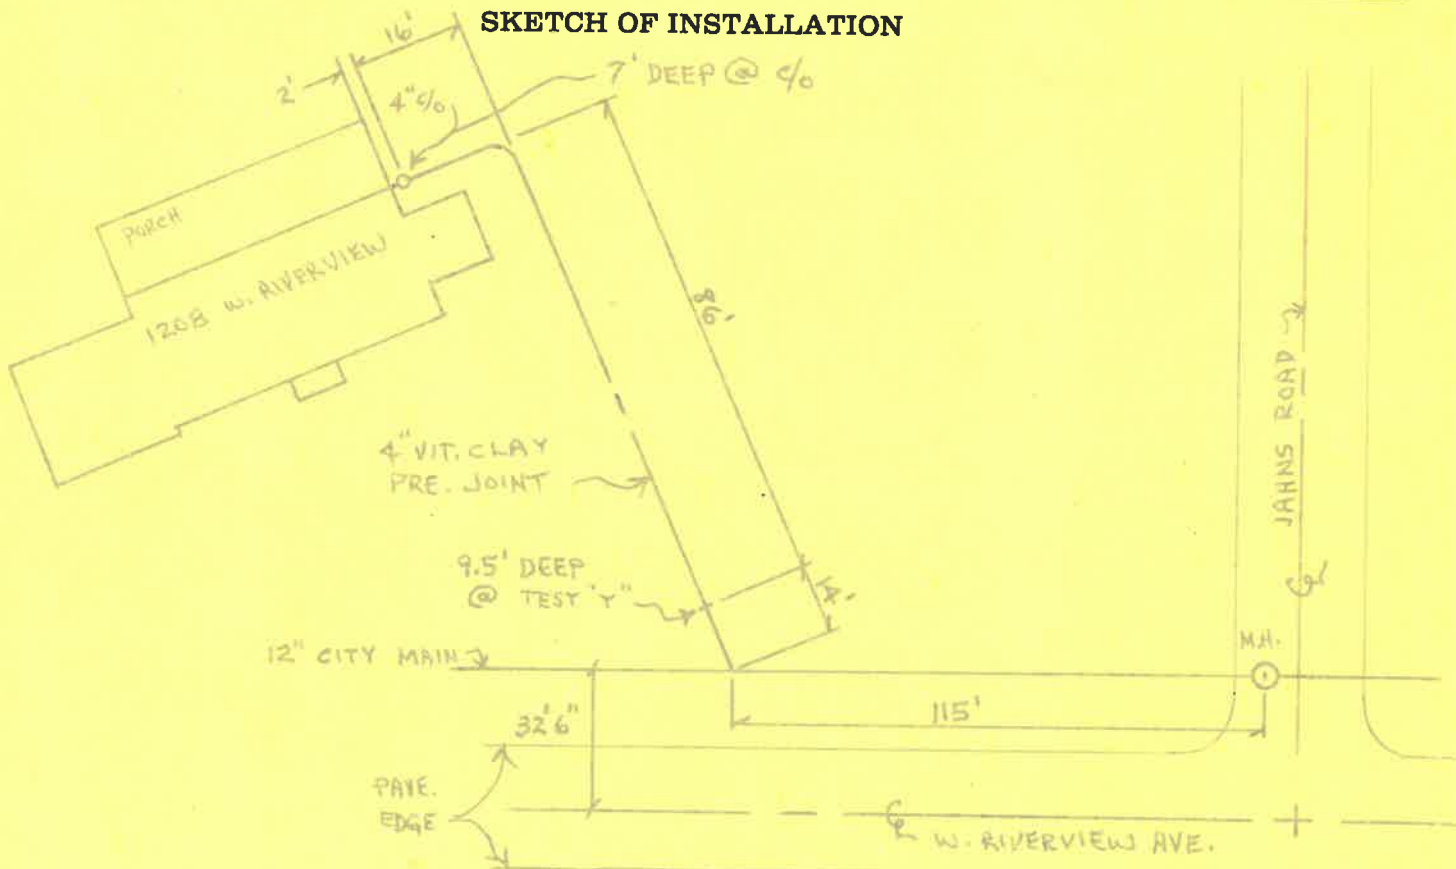 SKETCH OF INSTALLATION
16'
2'
4" c/o
7' DEEP @ c/o
PORCH
1208 W. RIVERVIEW
86'
4" VIT. CLAY
PRE. JOINT
JAHNS ROAD
9.5' DEEP
@ TEST "Y"
14'
℄
12" CITY MAIN
M.H.
32'6"
115'
PAVE.
EDGE
℄ W. RIVERVIEW AVE.